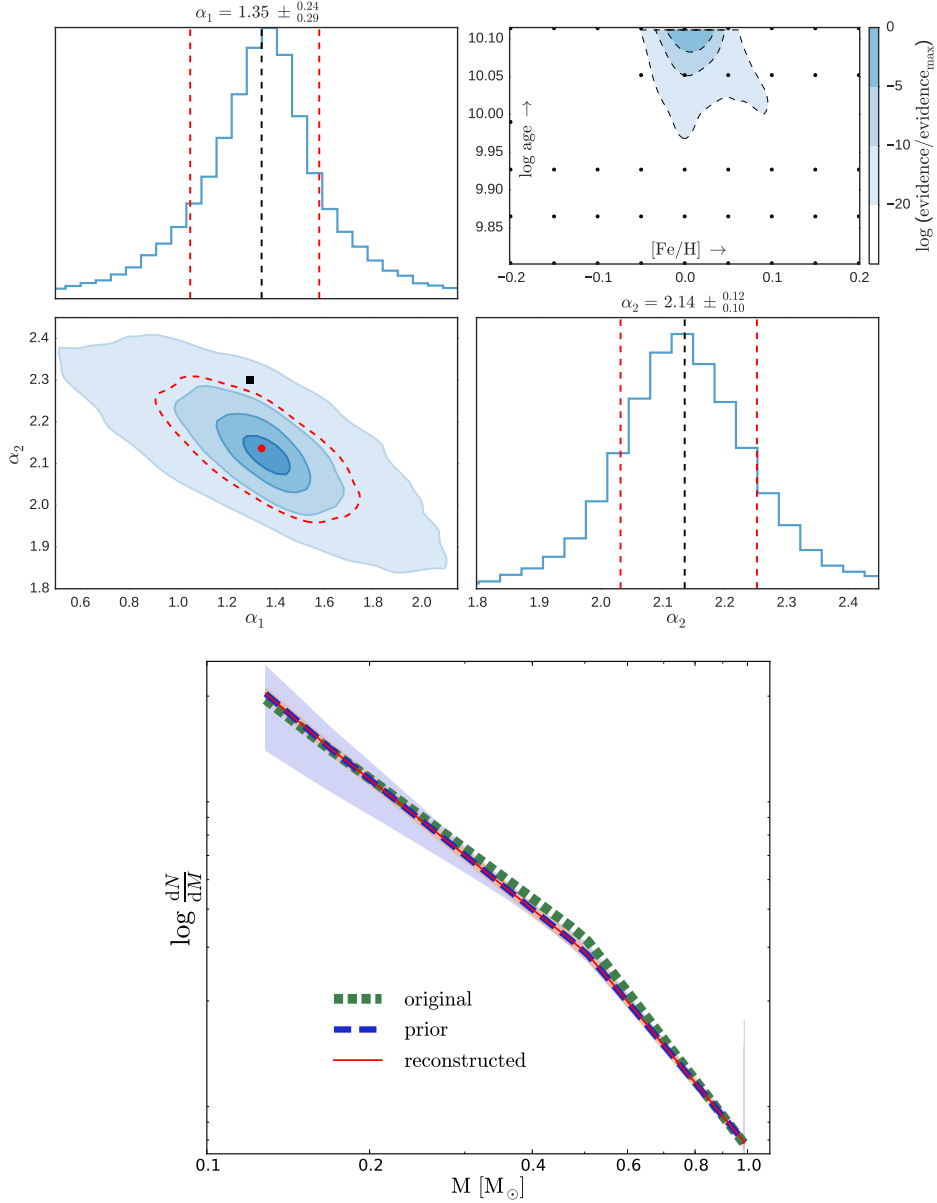 α₁ = 1.35 ± 0.24 0.29
10.10
10.05
10.00
9.95
9.90
9.85
log age →
[Fe/H] →
−0.2 −0.1 0.0 0.1 0.2
0
−5
−10
−20
log (evidence/evidence_max)
2.4
2.3
2.2
2.1
2.0
1.9
1.8
α₂
0.6 0.8 1.0 1.2 1.4 1.6 1.8 2.0
α₁
α₂ = 2.14 ± 0.12 0.10
1.8 1.9 2.0 2.1 2.2 2.3 2.4
α₂
log dN/dM
original
prior
reconstructed
0.1 0.2 0.4 0.6 0.8 1.0
M [M_⊙]